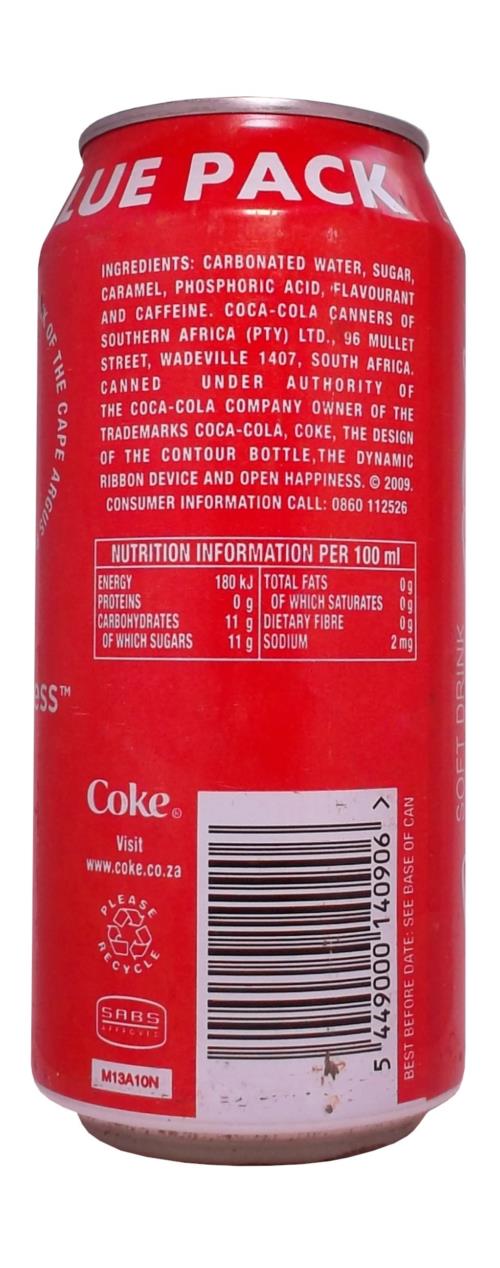 LUE PACK
INGREDIENTS: CARBONATED WATER, SUGAR,
CARAMEL, PHOSPHORIC ACID, FLAVOURANT
AND CAFFEINE. COCA-COLA CANNERS OF
SOUTHERN AFRICA (PTY) LTD., 96 MULLET
STREET, WADEVILLE 1407, SOUTH AFRICA.
CANNED UNDER AUTHORITY OF
THE COCA-COLA COMPANY OWNER OF THE
TRADEMARKS COCA-COLA, COKE, THE DESIGN
OF THE CONTOUR BOTTLE, THE DYNAMIC
RIBBON DEVICE AND OPEN HAPPINESS. © 2009.
CONSUMER INFORMATION CALL: 0860 112526
OF THE CAPE ARGUS
NUTRITION INFORMATION PER 100 ml
ENERGY 180 kJ TOTAL FATS 0 g
PROTEINS 0 g OF WHICH SATURATES 0 g
CARBOHYDRATES 11 g DIETARY FIBRE 0 g
OF WHICH SUGARS 11 g SODIUM 2 mg
ess™
SOFT DRINK
Coke®
Visit
www.coke.co.za
PLEASE
RECYCLE
SABS
APPROVED
M13A10N
5 449000 140906 >
BEST BEFORE DATE: SEE BASE OF CAN